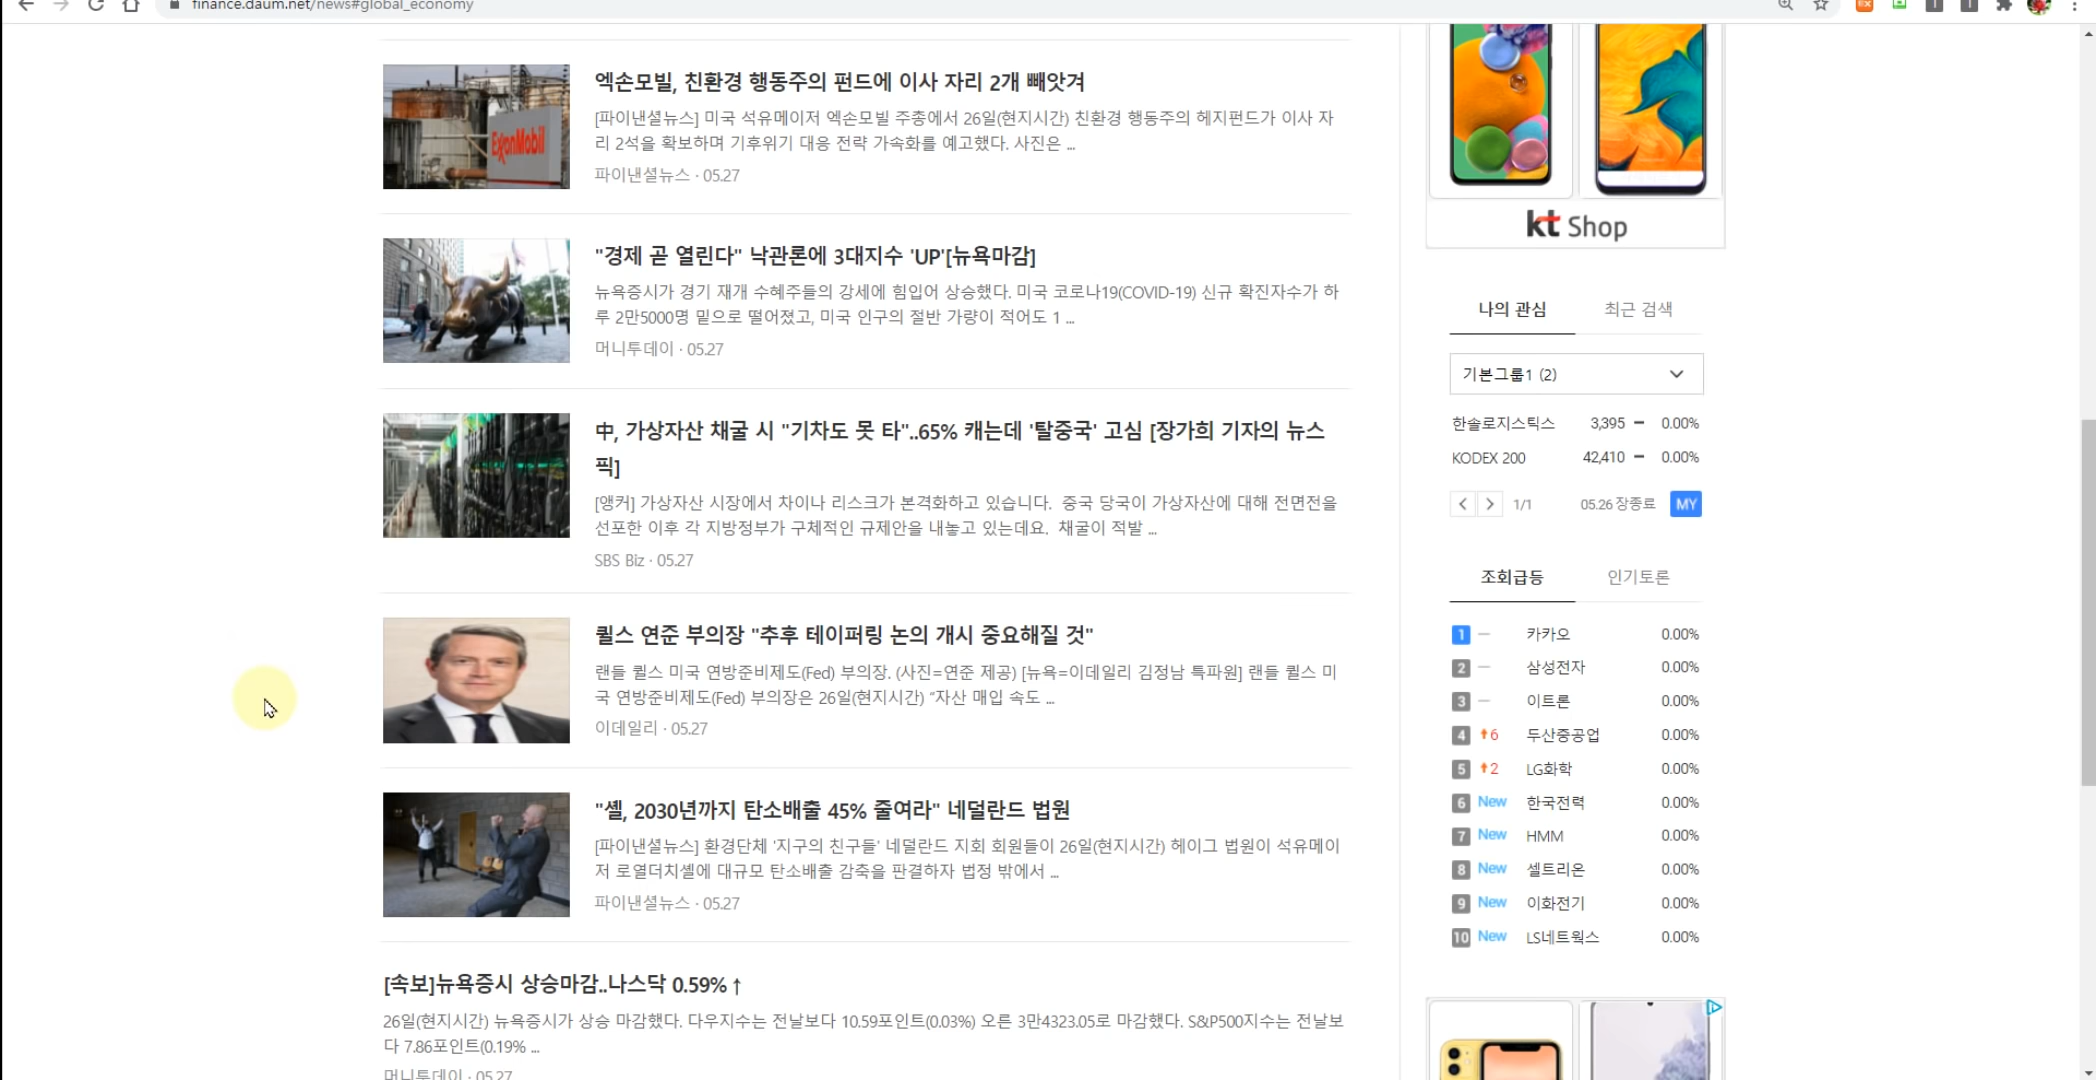 finance.daum.net/news#global_economy
엑손모빌, 친환경 행동주의 펀드에 이사 자리 2개 빼앗겨
[파이낸셜뉴스] 미국 석유메이저 엑손모빌 주총에서 26일(현지시간) 친환경 행동주의 헤지펀드가 이사 자
리 2석을 확보하며 기후위기 대응 전략 가속화를 예고했다. 사진은 ...
파이낸셜뉴스 · 05.27
ExxonMobil
"경제 곧 열린다" 낙관론에 3대지수 'UP'[뉴욕마감]
뉴욕증시가 경기 재개 수혜주들의 강세에 힘입어 상승했다. 미국 코로나19(COVID-19) 신규 확진자수가 하
루 2만5000명 밑으로 떨어졌고, 미국 인구의 절반 가량이 적어도 1 ...
머니투데이 · 05.27
中, 가상자산 채굴 시 "기차도 못 타"..65% 캐는데 '탈중국' 고심 [장가희 기자의 뉴스
픽]
[앵커] 가상자산 시장에서 차이나 리스크가 본격화하고 있습니다. 중국 당국이 가상자산에 대해 전면전을
선포한 이후 각 지방정부가 구체적인 규제안을 내놓고 있는데요. 채굴이 적발 ...
SBS Biz · 05.27
퀄스 연준 부의장 "추후 테이퍼링 논의 개시 중요해질 것"
랜들 퀄스 미국 연방준비제도(Fed) 부의장. (사진=연준 제공) [뉴욕=이데일리 김정남 특파원] 랜들 퀄스 미
국 연방준비제도(Fed) 부의장은 26일(현지시간) “자산 매입 속도 ...
이데일리 · 05.27
"셸, 2030년까지 탄소배출 45% 줄여라" 네덜란드 법원
[파이낸셜뉴스] 환경단체 '지구의 친구들' 네덜란드 지회 회원들이 26일(현지시간) 헤이그 법원이 석유메이
저 로열더치셸에 대규모 탄소배출 감축을 판결하자 법정 밖에서 ...
파이낸셜뉴스 · 05.27
[속보]뉴욕증시 상승마감..나스닥 0.59%↑
26일(현지시간) 뉴욕증시가 상승 마감했다. 다우지수는 전날보다 10.59포인트(0.03%) 오른 3만4323.05로 마감했다. S&P500지수는 전날보
다 7.86포인트(0.19% ...
머니투데이 · 05.27
kt Shop
나의 관심 최근 검색
기본그룹1 (2)
한솔로지스틱스 3,395 0.00%
KODEX 200 42,410 0.00%
< > 1/1 05.26 장종료 MY
조회급등 인기토론
1 – 카카오 0.00%
2 – 삼성전자 0.00%
3 – 이트론 0.00%
4 ↑6 두산중공업 0.00%
5 ↑2 LG화학 0.00%
6 New 한국전력 0.00%
7 New HMM 0.00%
8 New 셀트리온 0.00%
9 New 이화전기 0.00%
10 New LS네트웍스 0.00%